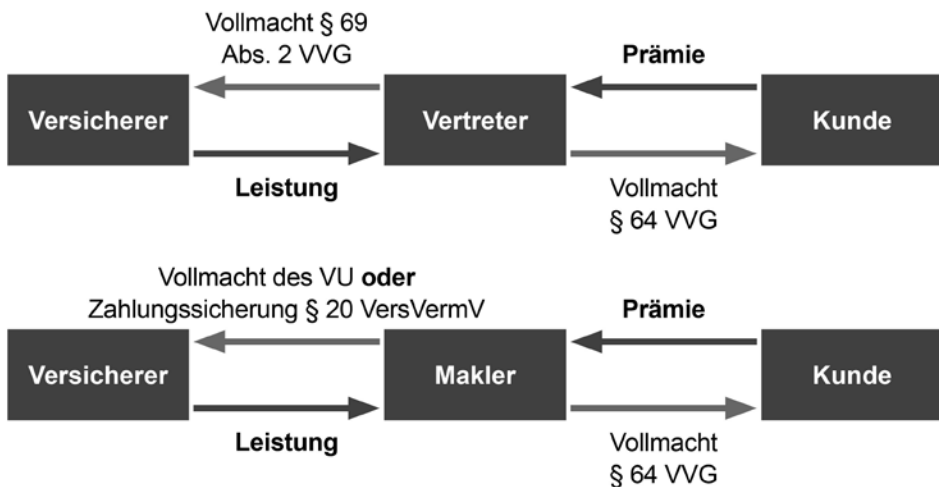 Vollmacht § 69
Abs. 2 VVG
Prämie
Versicherer
Vertreter
Kunde
Leistung
Vollmacht
§ 64 VVG
Vollmacht des VU oder
Zahlungssicherung § 20 VersVermV
Prämie
Versicherer
Makler
Kunde
Leistung
Vollmacht
§ 64 VVG